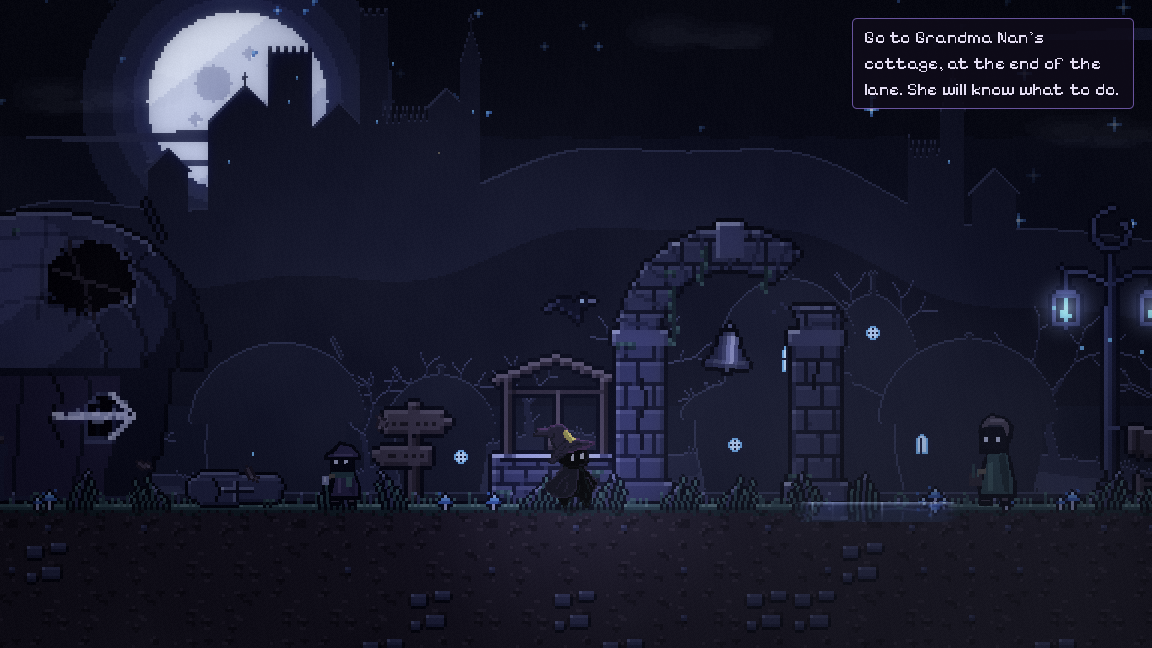 Go to Grandma Nan's
cottage, at the end of the
lane. She will know what to do.